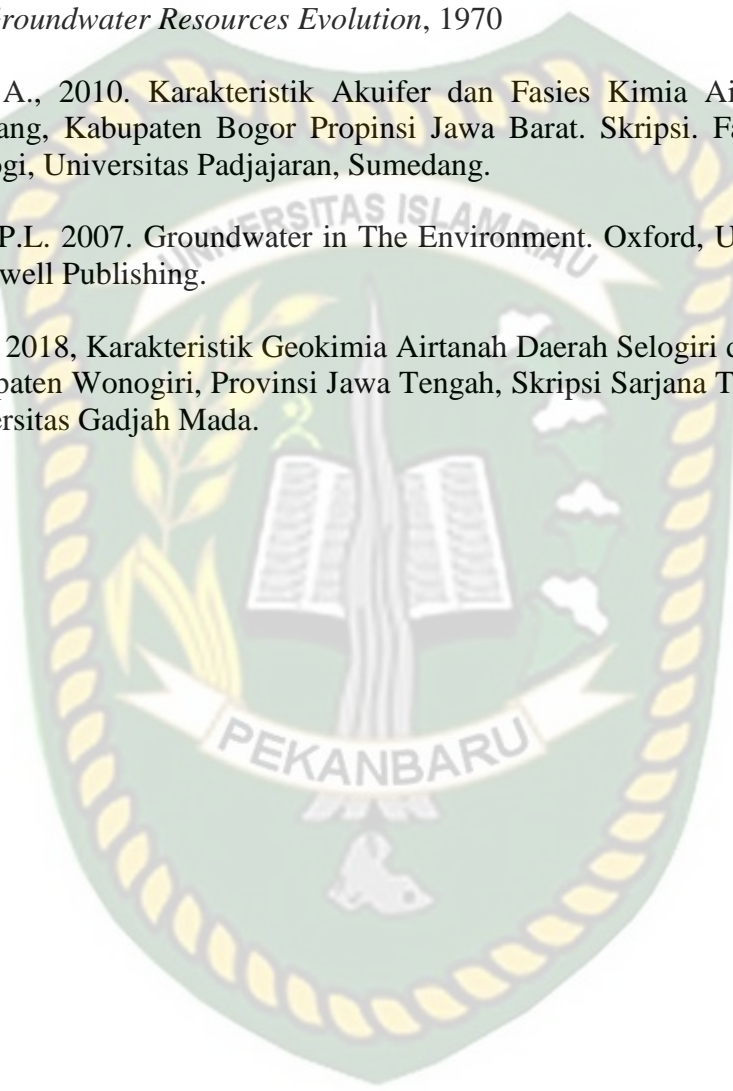 Groundwater Resources Evolution, 1970
A., 2010. Karakteristik Akuifer dan Fasies Kimia Ai
ang, Kabupaten Bogor Propinsi Jawa Barat. Skripsi. Fa
ogi, Universitas Padjajaran, Sumedang.
P.L. 2007. Groundwater in The Environment. Oxford, U
well Publishing.
2018, Karakteristik Geokimia Airtanah Daerah Selogiri d
paten Wonogiri, Provinsi Jawa Tengah, Skripsi Sarjana T
ersitas Gadjah Mada.
UNIVERSITAS ISLAM RIAU
PEKANBARU